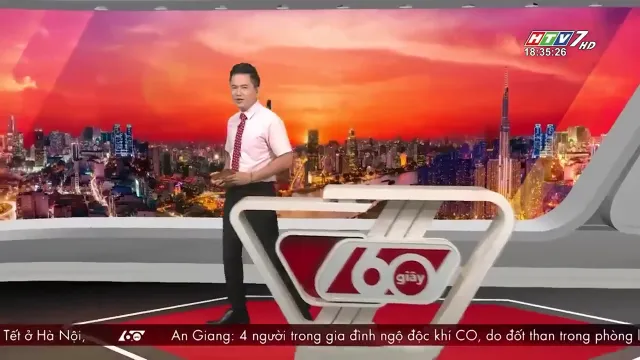 HTV7 HD
18:35:26
60 giây
Tết ở Hà Nội, 60 An Giang: 4 người trong gia đình ngộ độc khí CO, do đốt than trong phòng